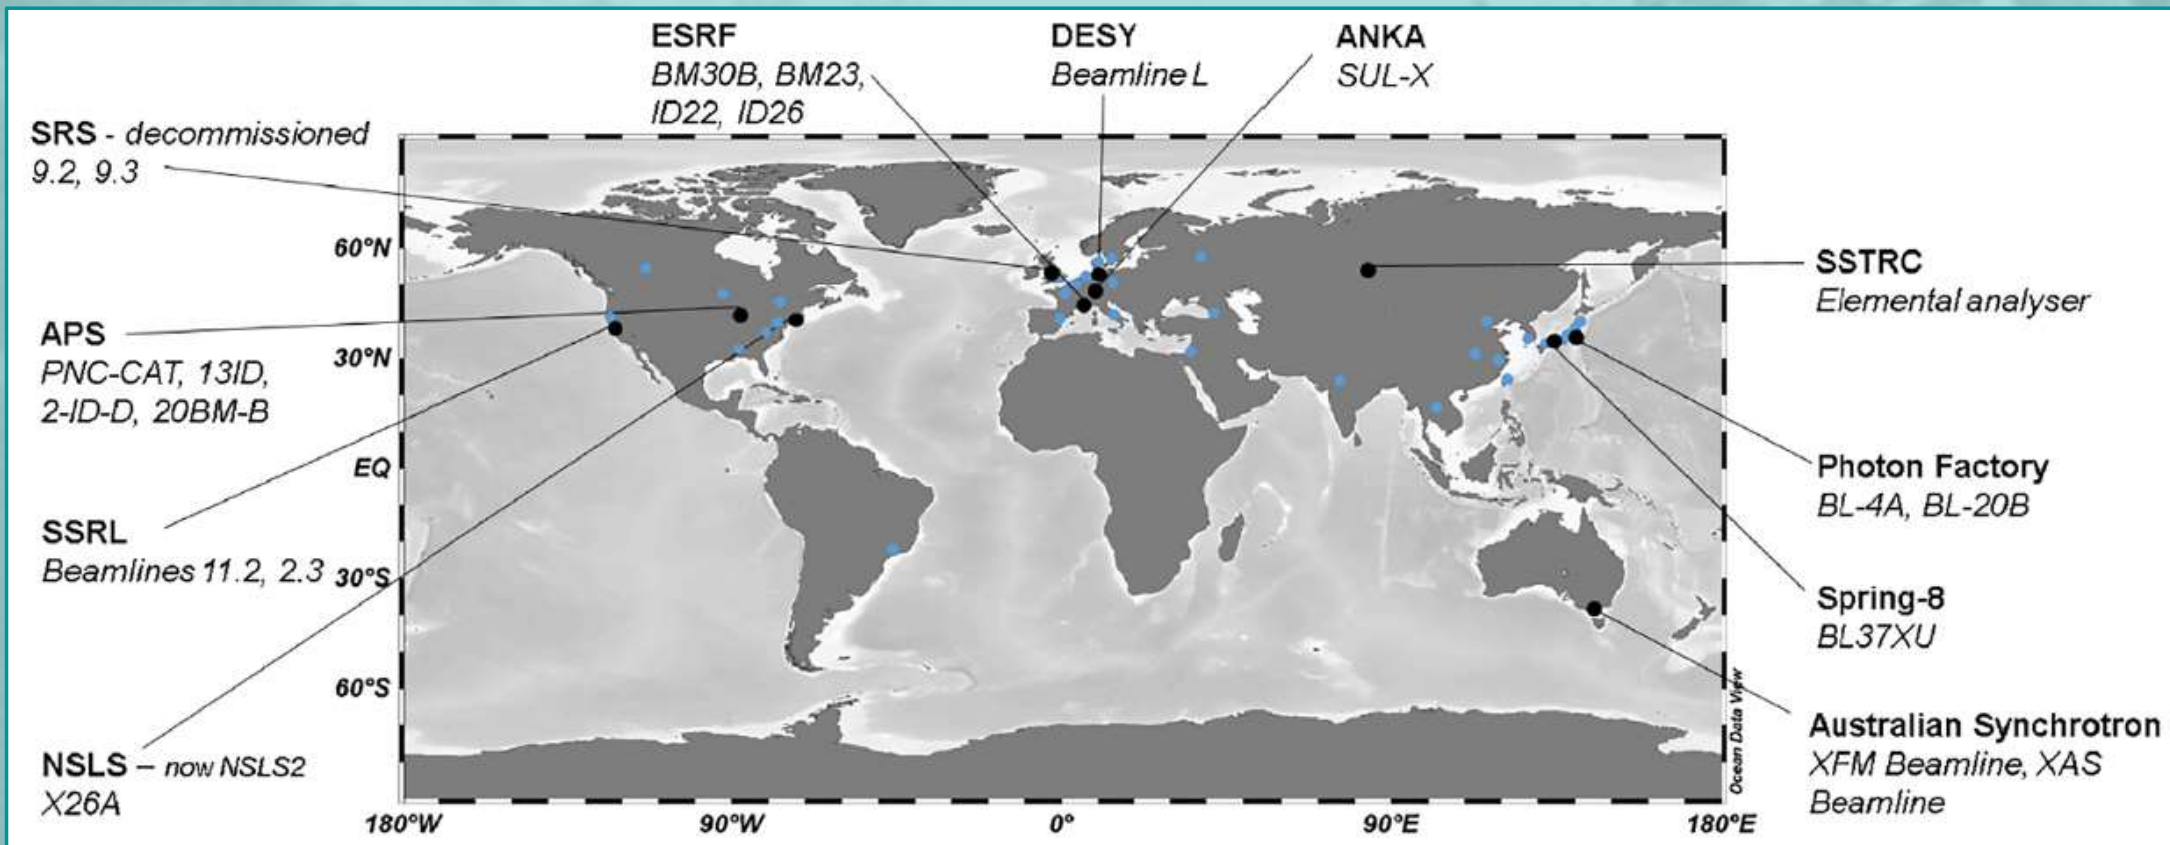 ESRF
BM30B, BM23,
ID22, ID26
DESY
Beamline L
ANKA
SUL-X
SRS - decommissioned
9.2, 9.3
APS
PNC-CAT, 13ID,
2-ID-D, 20BM-B
SSRL
Beamlines 11.2, 2.3
NSLS – now NSLS2
X26A
60°N
30°N
EQ
30°S
60°S
180°W
90°W
0°
90°E
180°E
Ocean Data View
SSTRC
Elemental analyser
Photon Factory
BL-4A, BL-20B
Spring-8
BL37XU
Australian Synchrotron
XFM Beamline, XAS
Beamline